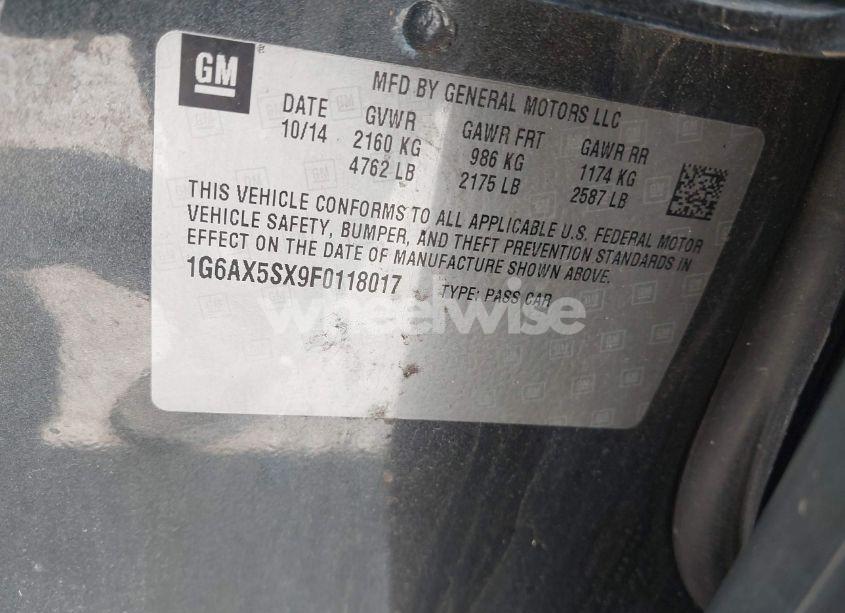 GM
MFD BY GENERAL MOTORS LLC
DATE GVWR GAWR FRT GAWR RR
10/14 2160 KG 986 KG 1174 KG
4762 LB 2175 LB 2587 LB
THIS VEHICLE CONFORMS TO ALL APPLICABLE U.S. FEDERAL MOTOR
VEHICLE SAFETY, BUMPER, AND THEFT PREVENTION STANDARDS IN
EFFECT ON THE DATE OF MANUFACTURE SHOWN ABOVE.
1G6AX5SX9F0118017 TYPE: PASS CAR
wheelwise